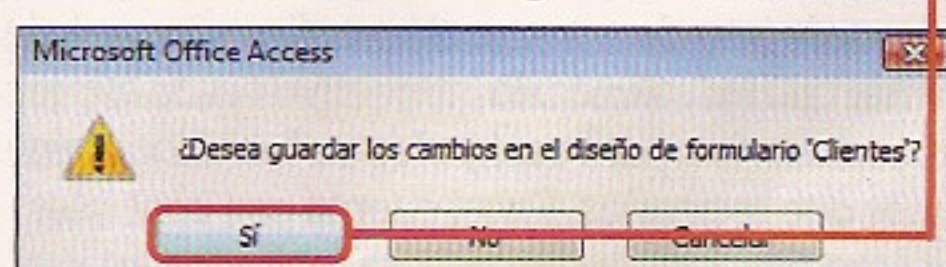 Microsoft Office Access
¿Desea guardar los cambios en el diseño de formulario 'Clientes'?
Sí No Cancelar